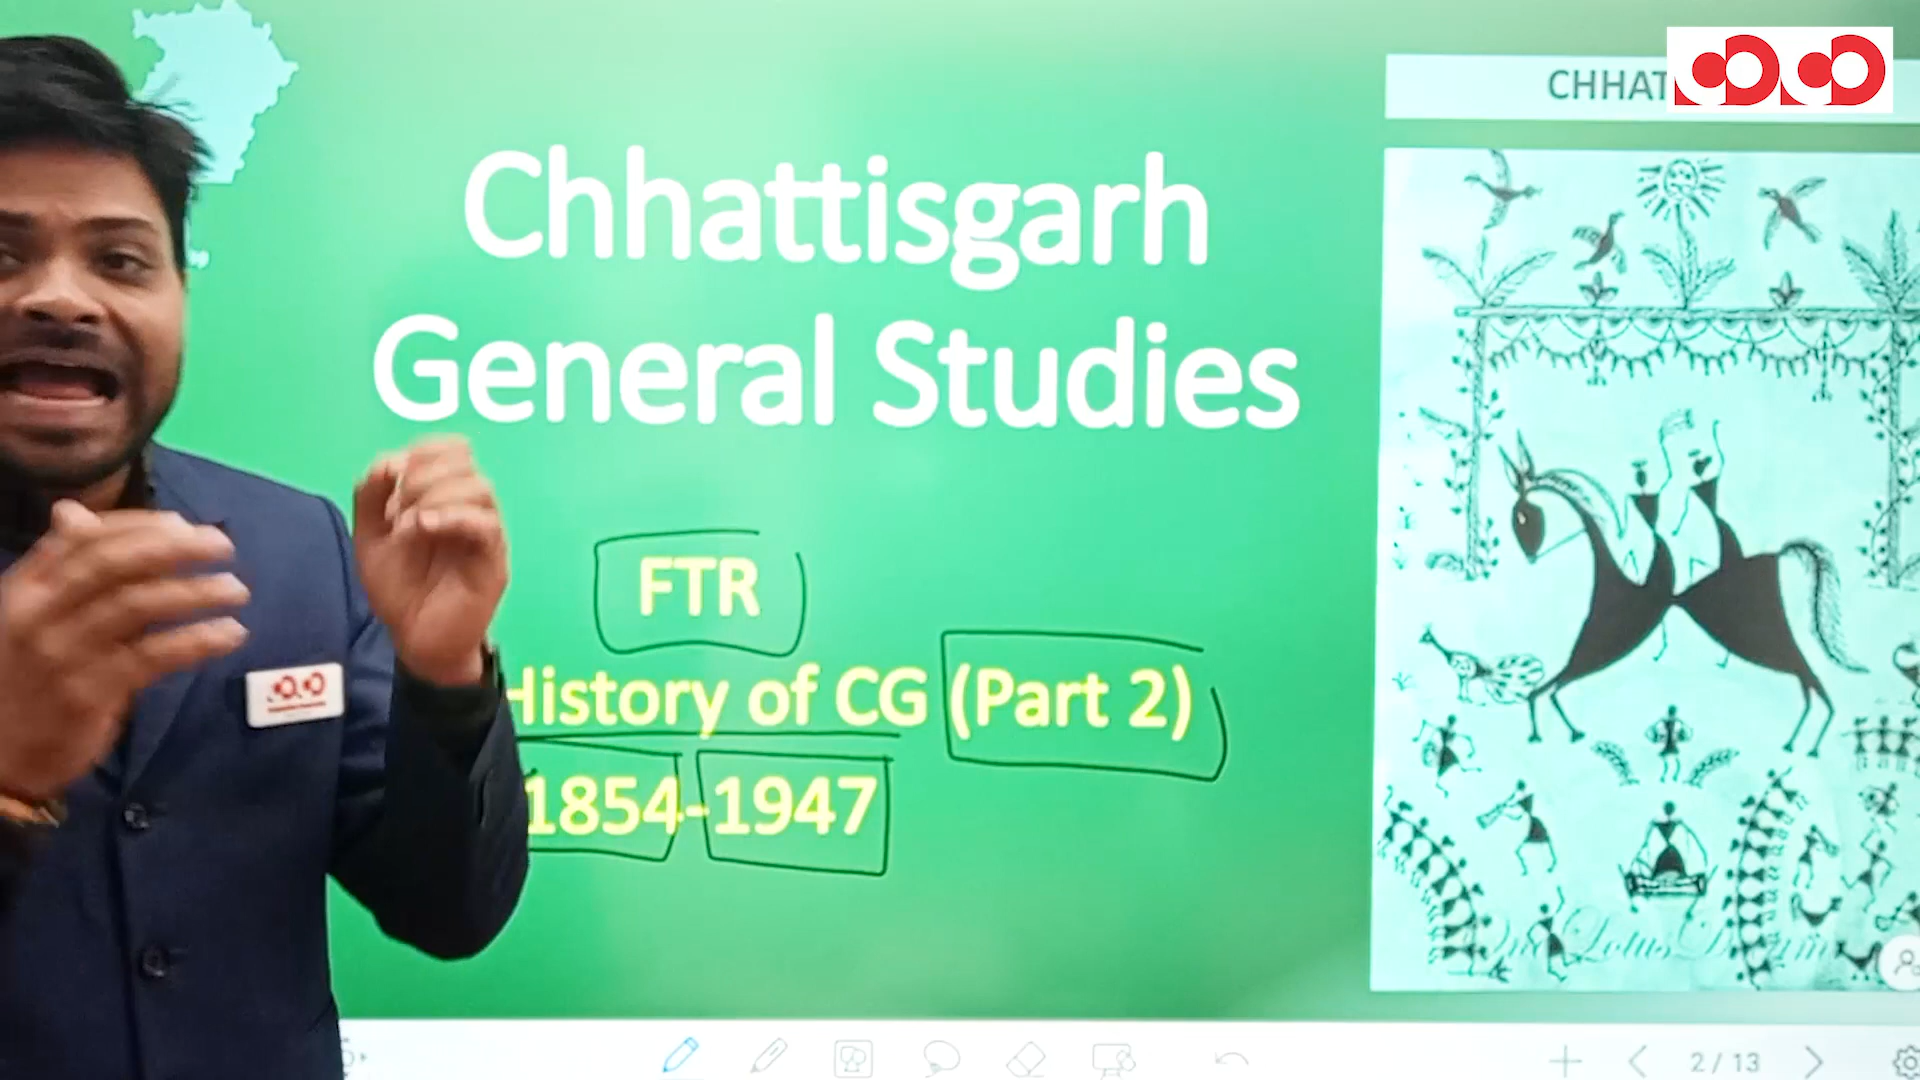 CHHAT
Chhattisgarh
General Studies
FTR
History of CG (Part 2)
1854-1947
2 / 13